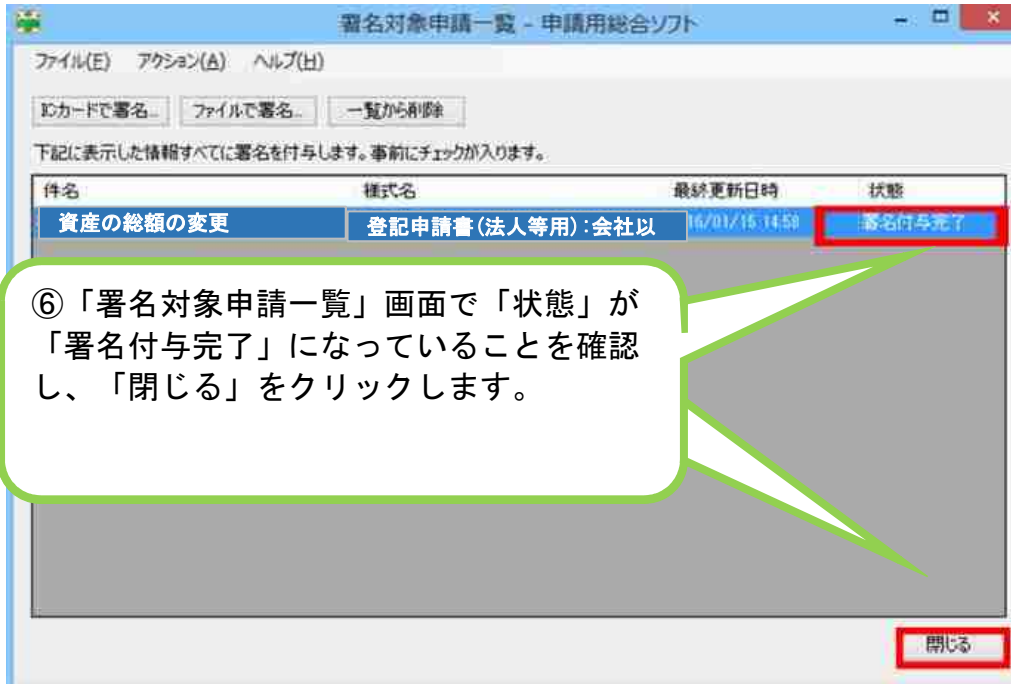 署名対象申請一覧 - 申請用総合ソフト
ファイル(F) アクション(A) ヘルプ(H)
ICカードで署名... ファイルで署名... 一覧から削除
下記に表示した情報すべてに署名を付与します。事前にチェックが入ります。
件名 様式名 最終更新日時 状態
資産の総額の変更 登記申請書(法人等用):会社以 16/01/15 14:58 署名付与完了
⑥「署名対象申請一覧」画面で「状態」が
「署名付与完了」になっていることを確認
し、「閉じる」をクリックします。
閉じる